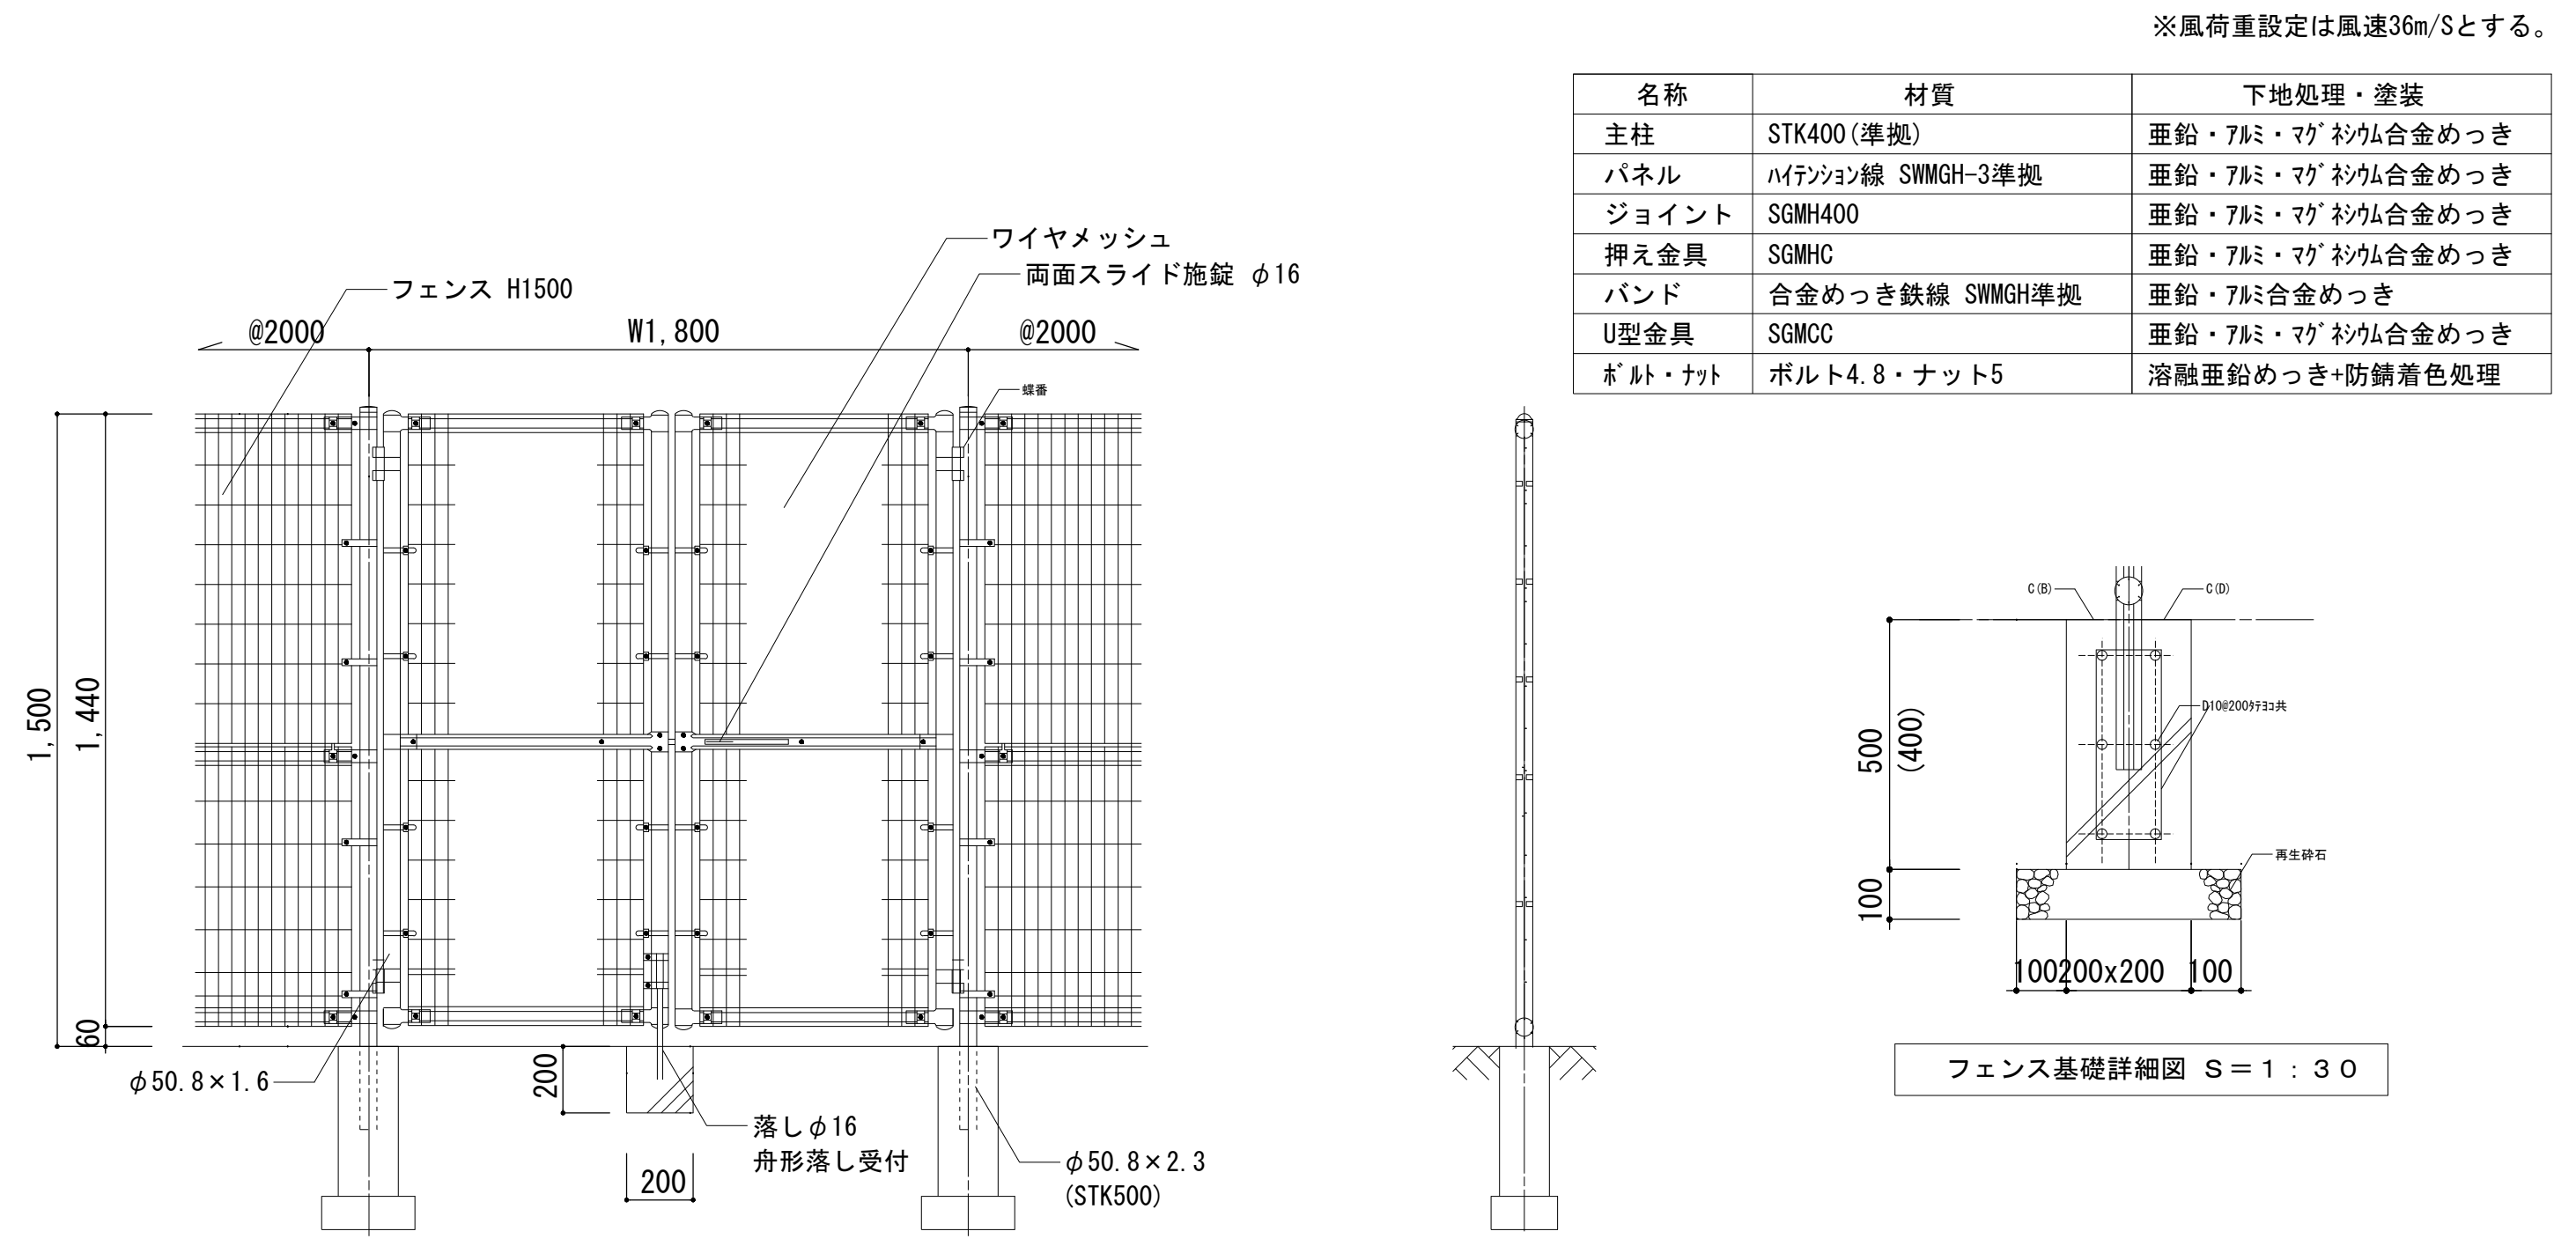 ※風荷重設定は風速36m/Sとする。
名称 材質 下地処理・塗装
主柱 STK400(準拠) 亜鉛・ｱﾙﾐ・ﾏｸﾞﾈｼｳﾑ合金めっき
パネル ﾊｲﾃﾝｼｮﾝ線 SWMGH-3準拠 亜鉛・ｱﾙﾐ・ﾏｸﾞﾈｼｳﾑ合金めっき
ジョイント SGMH400 亜鉛・ｱﾙﾐ・ﾏｸﾞﾈｼｳﾑ合金めっき
押え金具 SGMHC 亜鉛・ｱﾙﾐ・ﾏｸﾞﾈｼｳﾑ合金めっき
バンド 合金めっき鉄線 SWMGH準拠 亜鉛・ｱﾙﾐ合金めっき
U型金具 SGMCC 亜鉛・ｱﾙﾐ・ﾏｸﾞﾈｼｳﾑ合金めっき
ﾎﾞﾙﾄ・ﾅｯﾄ ボルト4.8・ナット5 溶融亜鉛めっき+防錆着色処理
ワイヤメッシュ
両面スライド施錠 φ16
フェンス H1500
@2000 W1,800 @2000
蝶番
1,500
1,440
60
φ50.8×1.6
200
200
落しφ16
舟形落し受付
φ50.8×2.3
(STK500)
C(B)
C(D)
D10@200ﾀﾃﾖｺ共
500
(400)
100
再生砕石
100 200x200 100
フェンス基礎詳細図 Ｓ＝１：３０